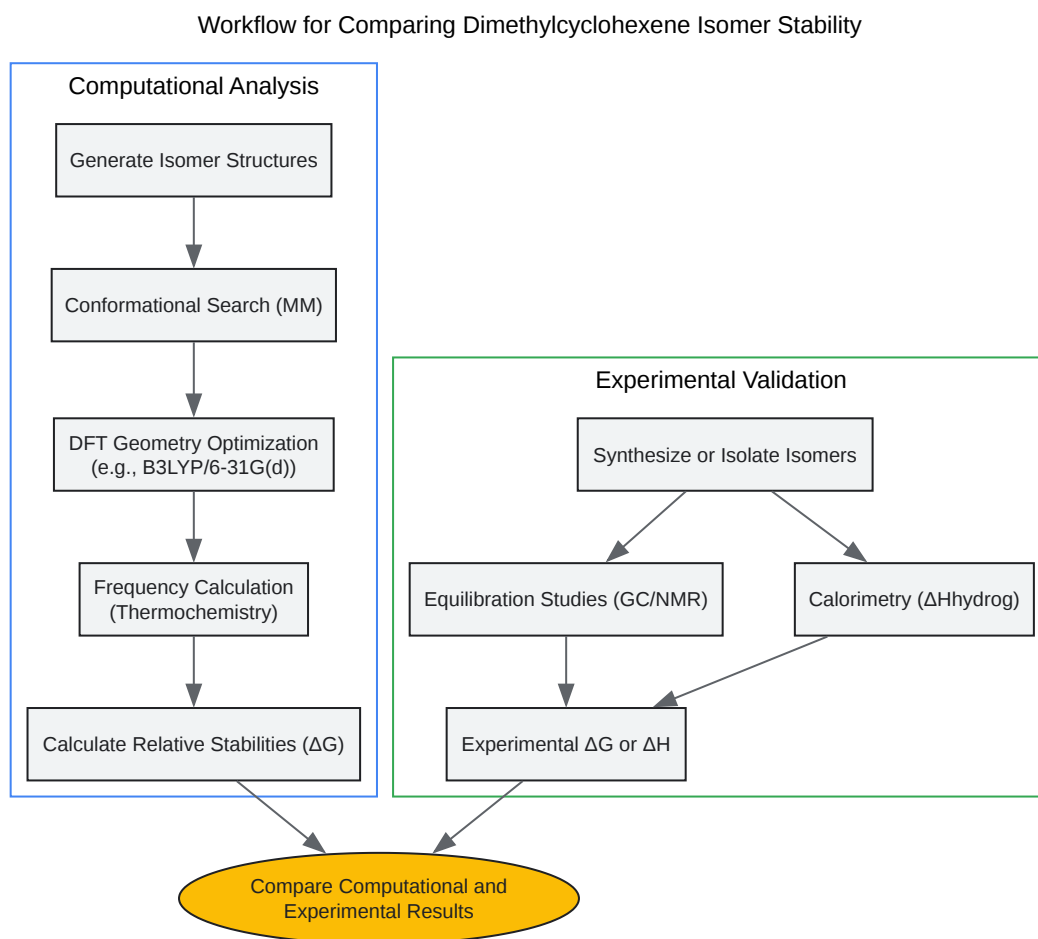 Workflow for Comparing Dimethylcyclohexene Isomer Stability
Computational Analysis
Generate Isomer Structures
Conformational Search (MM)
DFT Geometry Optimization
(e.g., B3LYP/6-31G(d))
Frequency Calculation
(Thermochemistry)
Calculate Relative Stabilities (ΔG)
Experimental Validation
Synthesize or Isolate Isomers
Equilibration Studies (GC/NMR)
Calorimetry (ΔHhydrog)
Experimental ΔG or ΔH
Compare Computational and
Experimental Results